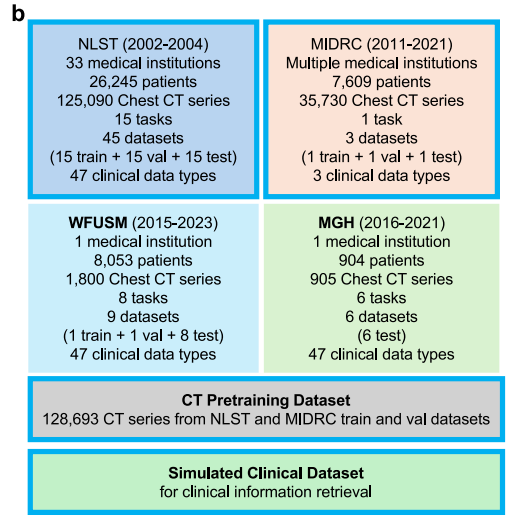 b
NLST (2002-2004)
33 medical institutions
26,245 patients
125,090 Chest CT series
15 tasks
45 datasets
(15 train + 15 val + 15 test)
47 clinical data types
MIDRC (2011-2021)
Multiple medical institutions
7,609 patients
35,730 Chest CT series
1 task
3 datasets
(1 train + 1 val + 1 test)
3 clinical data types
WFUSM (2015-2023)
1 medical institution
8,053 patients
1,800 Chest CT series
8 tasks
9 datasets
(1 train + 1 val + 8 test)
47 clinical data types
MGH (2016-2021)
1 medical institution
904 patients
905 Chest CT series
6 tasks
6 datasets
(6 test)
47 clinical data types
CT Pretraining Dataset
128,693 CT series from NLST and MIDRC train and val datasets
Simulated Clinical Dataset
for clinical information retrieval